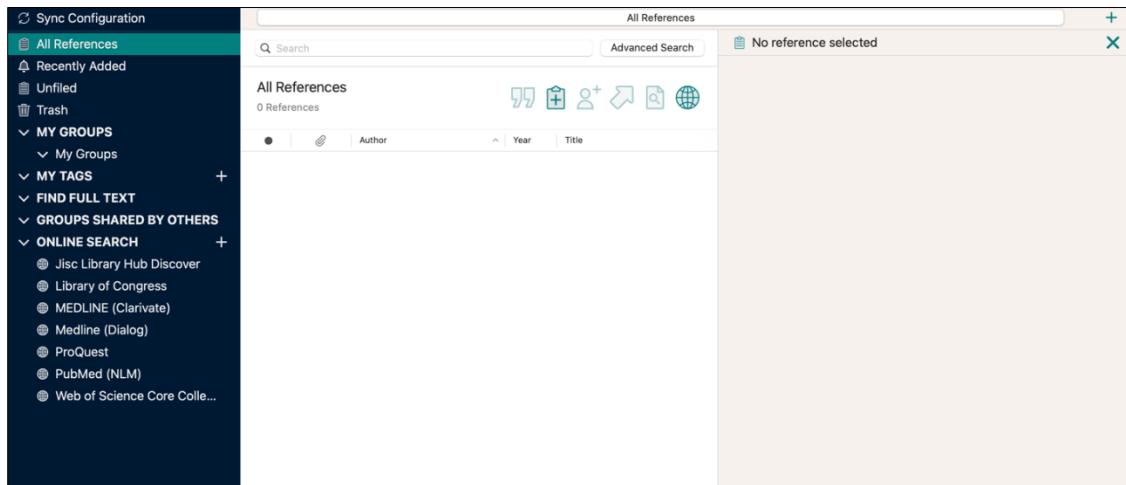 Sync Configuration
All References
Recently Added
Unfiled
Trash
MY GROUPS
My Groups
MY TAGS
FIND FULL TEXT
GROUPS SHARED BY OTHERS
ONLINE SEARCH
Jisc Library Hub Discover
Library of Congress
MEDLINE (Clarivate)
Medline (Dialog)
ProQuest
PubMed (NLM)
Web of Science Core Colle...
All References
Search
Advanced Search
All References
0 References
Author Year Title
No reference selected